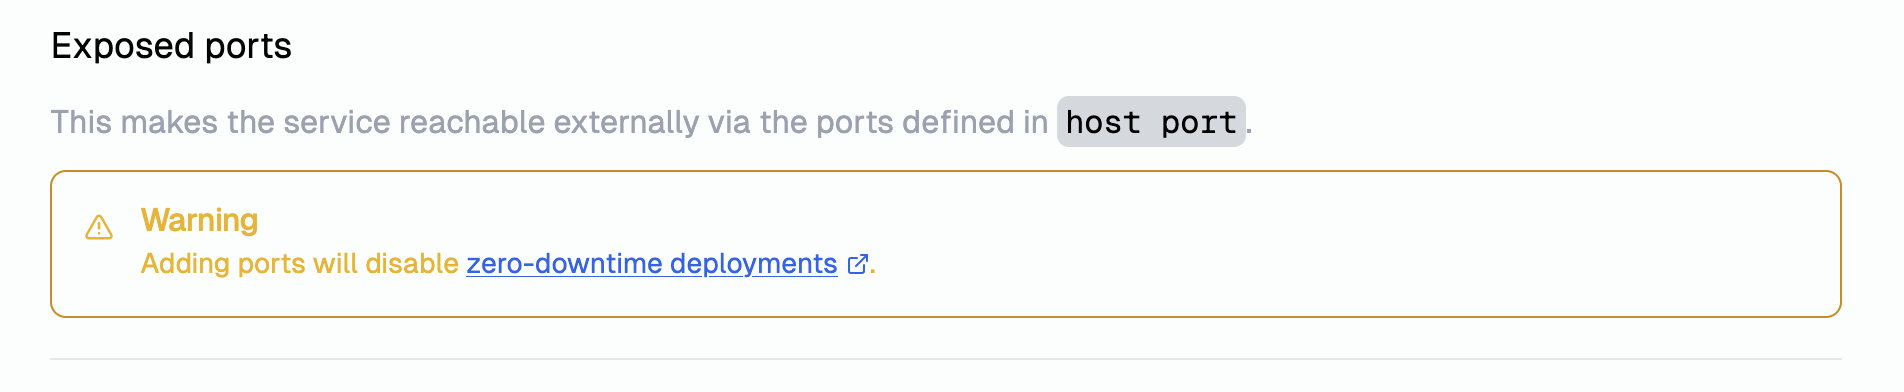 Exposed ports
This makes the service reachable externally via the ports defined in host port.
Warning
Adding ports will disable zero-downtime deployments.